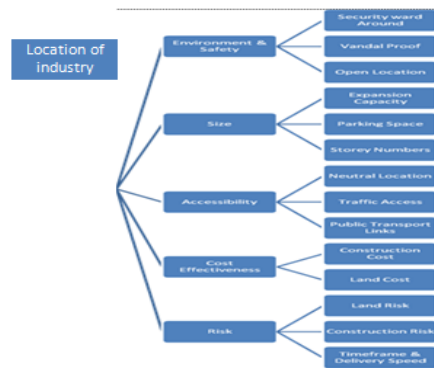 Location of
industry
Environment &
Safety
Security ward
Around
Vandal Proof
Open Location
Size
Expansion
Capacity
Parking Space
Storey Numbers
Accessibility
Neutral Location
Traffic Access
Public Transport
Links
Cost
Effectiveness
Construction
Cost
Land Cost
Risk
Land Risk
Construction Risk
Timeframe &
Delivery Speed